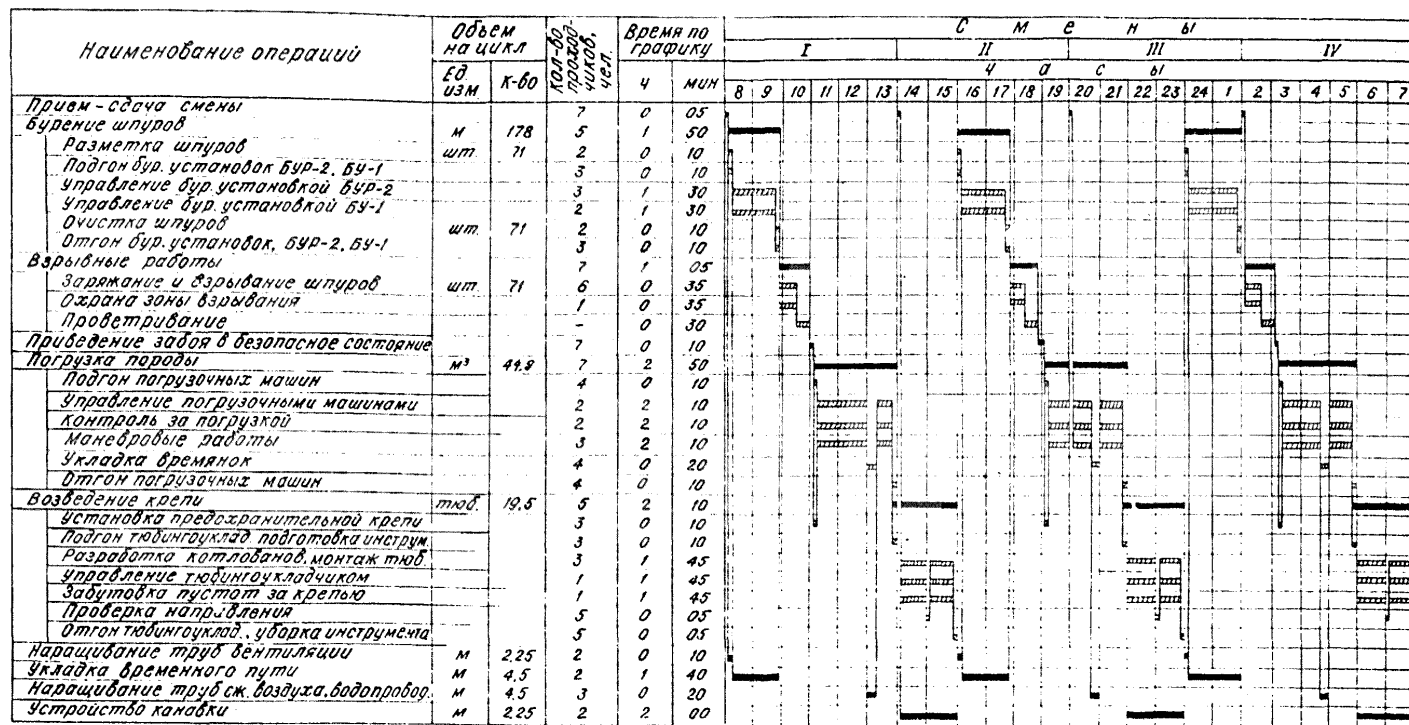 Наименование операций Объем на цикл Кол-во проходчиков, чел. Время по графику Смены
I II III IV
Часы
Ед. изм. К-во ч мин 8 9 10 11 12 13 14 15 16 17 18 19 20 21 22 23 24 1 2 3 4 5 6 7
Прием-сдача смены 7 0 05
Бурение шпуров м 178 5 1 50
Разметка шпуров шт. 71 2 0 10
Подгон бур. установок БУР-2, БУ-1 3 0 10
Управление бур. установкой БУР-2 3 1 30
Управление бур. установкой БУ-1 2 1 30
Очистка шпуров шт. 71 2 0 10
Отгон бур. установок, БУР-2, БУ-1 3 0 10
Взрывные работы 7 1 05
Заряжание и взрывание шпуров шт. 71 6 0 35
Охрана зоны взрывания 1 0 35
Проветривание - 0 30
Приведение забоя в безопасное состояние 7 0 10
Погрузка породы м³ 44.9 7 2 50
Подгон погрузочных машин 4 0 10
Управление погрузочными машинами 2 2 10
Контроль за погрузкой 2 2 10
Маневровые работы 3 2 10
Укладка времянок 4 0 20
Отгон погрузочных машин 4 0 10
Возведение крепи тюб. 19,5 5 2 10
Установка предохранительной крепи 3 0 10
Подгон тюбингоуклад. подготовка инструм. 3 0 10
Разработка котлованов, монтаж тюб. 3 1 45
Управление тюбингоукладчиком 1 1 45
Забутовка пустот за крепью 1 1 45
Проверка направления 5 0 05
Отгон тюбингоуклад., уборка инструмента 5 0 05
Наращивание труб вентиляции м 2.25 2 0 10
Укладка временного пути м 4.5 2 1 40
Наращивание труб сж. воздуха, водопровод. м 4.5 3 0 20
Устройство канавки м 2.25 2 2 00